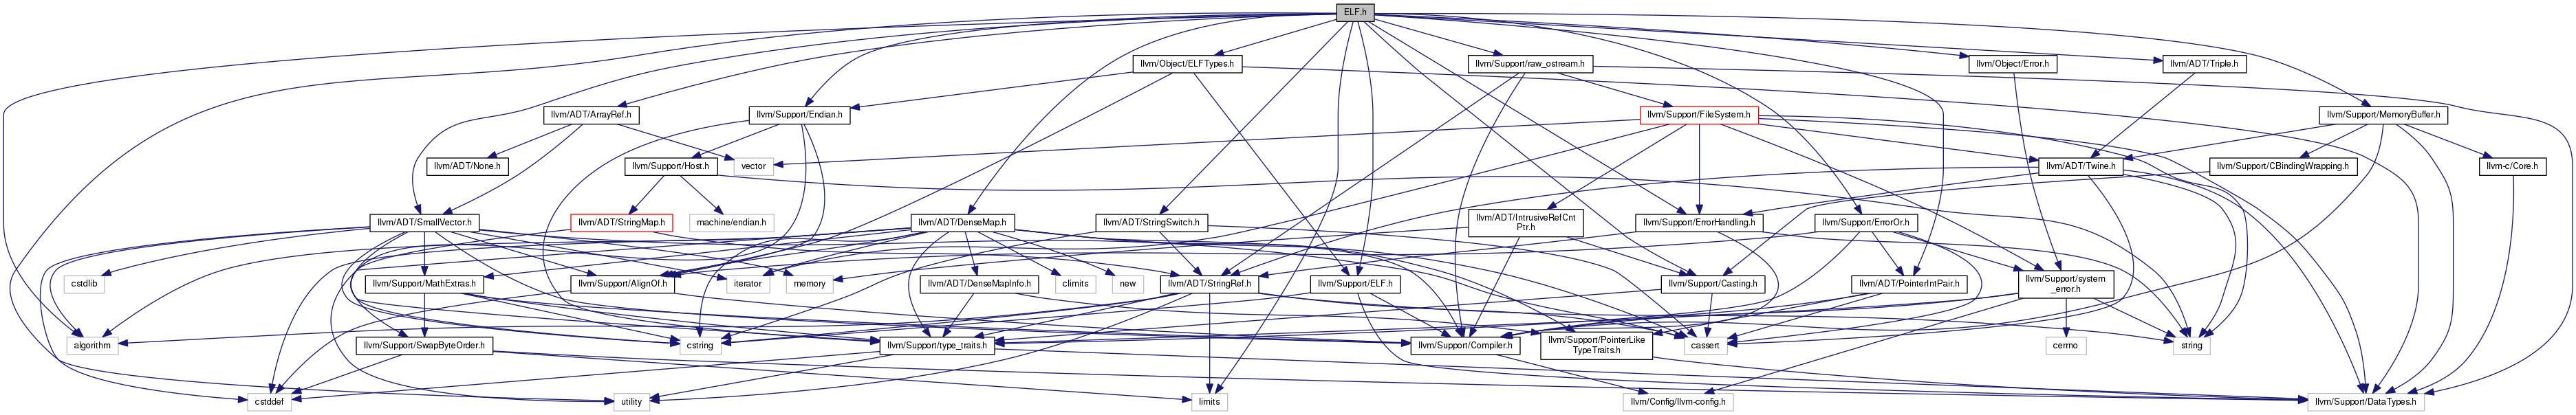 ELF.h
llvm/Object/ELFTypes.h
llvm/Support/raw_ostream.h
llvm/Object/Error.h
llvm/ADT/Triple.h
llvm/ADT/ArrayRef.h
llvm/Support/Endian.h
llvm/Support/FileSystem.h
llvm/Support/MemoryBuffer.h
llvm/ADT/None.h
llvm/Support/Host.h
vector
llvm/ADT/Twine.h
llvm/Support/CBindingWrapping.h
llvm-c/Core.h
llvm/ADT/SmallVector.h
llvm/ADT/StringMap.h
machine/endian.h
llvm/ADT/DenseMap.h
llvm/ADT/StringSwitch.h
llvm/ADT/IntrusiveRefCnt
Ptr.h
llvm/Support/ErrorHandling.h
llvm/Support/ErrorOr.h
cstdlib
llvm/Support/MathExtras.h
llvm/Support/AlignOf.h
iterator
memory
llvm/ADT/DenseMapInfo.h
climits
new
llvm/ADT/StringRef.h
llvm/Support/ELF.h
llvm/Support/Casting.h
llvm/ADT/PointerIntPair.h
llvm/Support/system
_error.h
algorithm
llvm/Support/SwapByteOrder.h
cstring
llvm/Support/type_traits.h
llvm/Support/Compiler.h
llvm/Support/PointerLike
TypeTraits.h
cassert
cerrno
string
cstddef
utility
limits
llvm/Config/llvm-config.h
llvm/Support/DataTypes.h